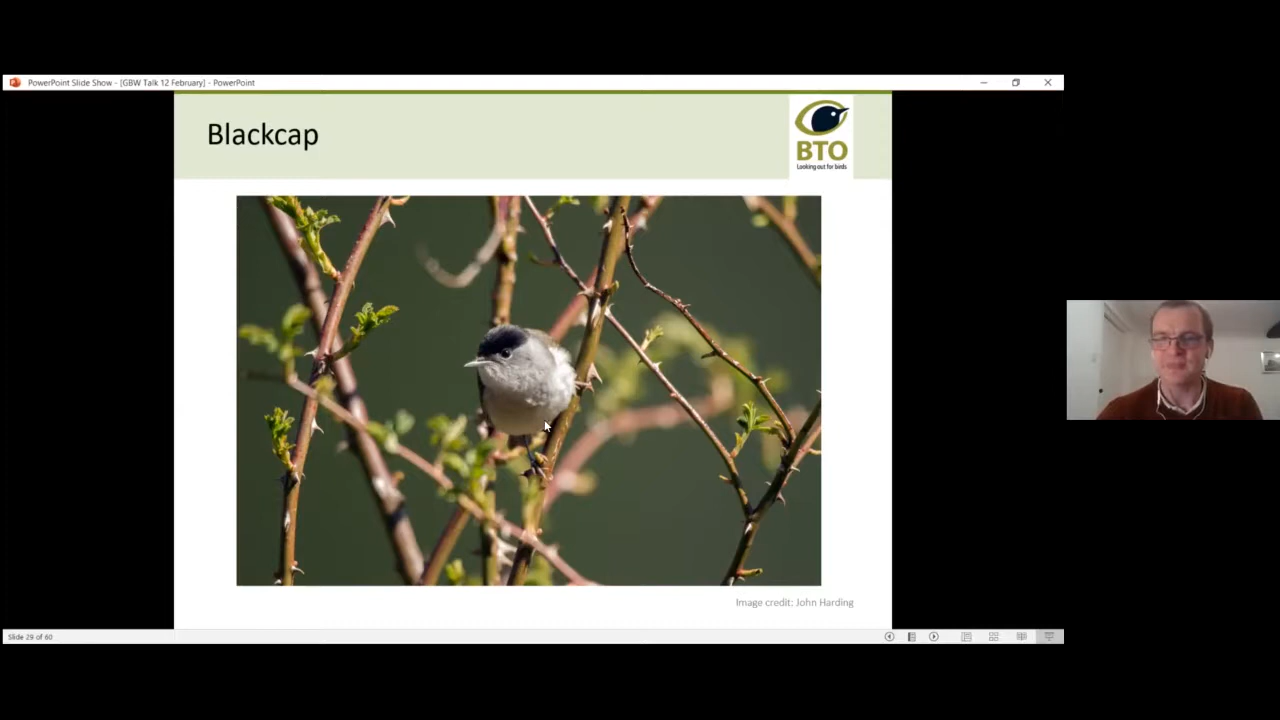 PowerPoint Slide Show - [GBW Talk 12 February] - PowerPoint
Blackcap
BTO
Looking out for birds
Image credit: John Harding
Slide 29 of 60